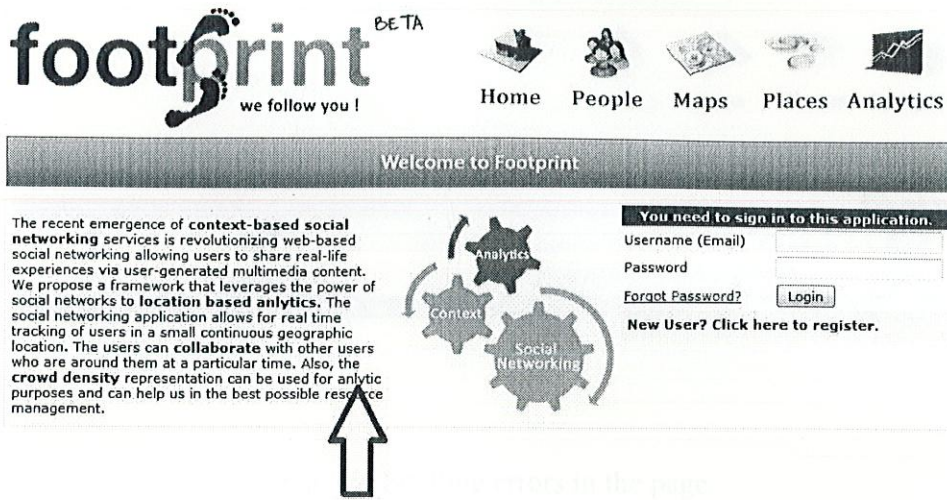 footprint BETA
we follow you !
Home People Maps Places Analytics
Welcome to Footprint
The recent emergence of context-based social
networking services is revolutionizing web-based
social networking allowing users to share real-life
experiences via user-generated multimedia content.
We propose a framework that leverages the power of
social networks to location based anlytics. The
social networking application allows for real time
tracking of users in a small continuous geographic
location. The users can collaborate with other users
who are around them at a particular time. Also, the
crowd density representation can be used for anlytic
purposes and can help us in the best possible resource
management.
Analytics
Context
Social
Networking
You need to sign in to this application.
Username (Email)
Password
Forgot Password? Login
New User? Click here to register.